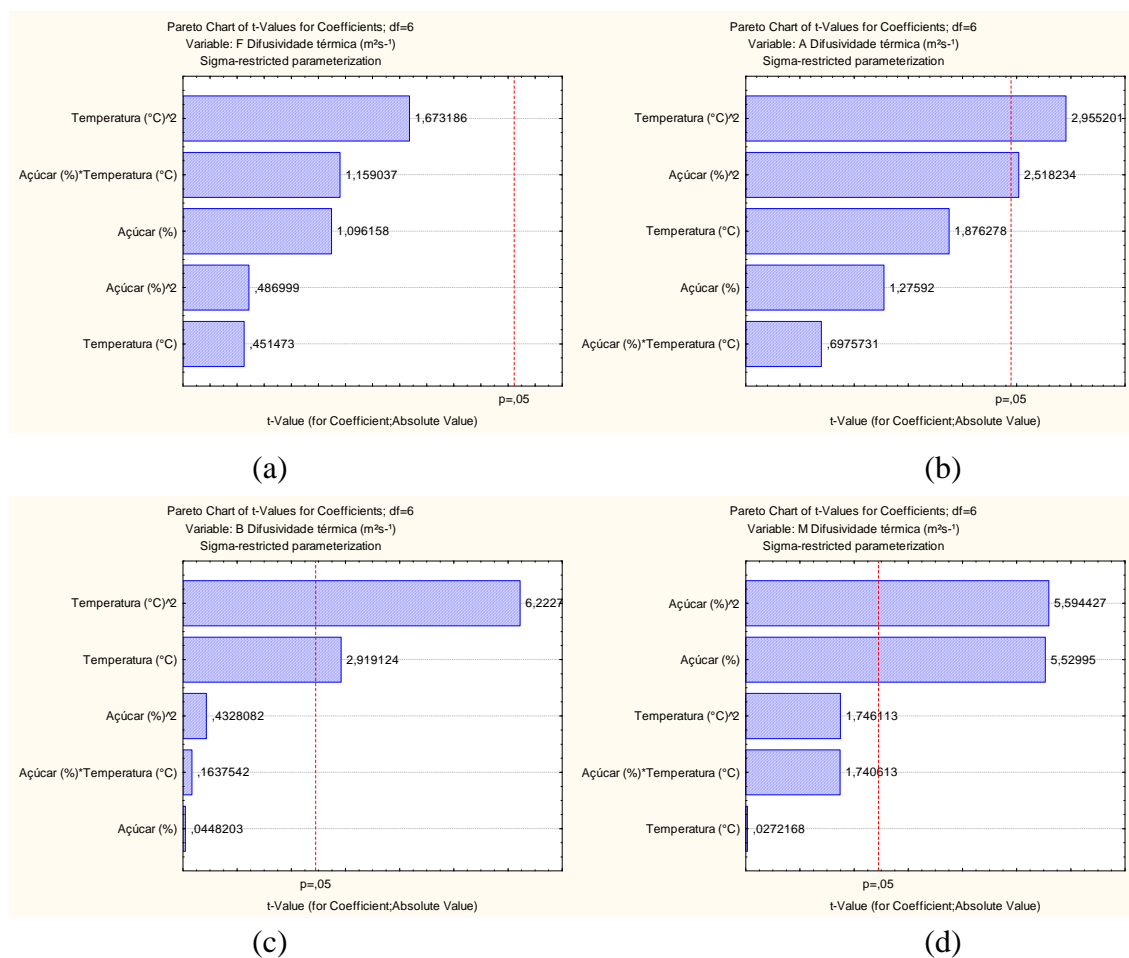 Pareto Chart of t-Values for Coefficients; df=6
Variable: F Difusividade térmica (m²s-¹)
Sigma-restricted parameterization
Temperatura (°C)^2
1,673186
Açúcar (%)*Temperatura (°C)
1,159037
Açúcar (%)
1,096158
Açúcar (%)^2
,486999
Temperatura (°C)
,451473
p=,05
t-Value (for Coefficient;Absolute Value)
(a)
Pareto Chart of t-Values for Coefficients; df=6
Variable: A Difusividade térmica (m²s-¹)
Sigma-restricted parameterization
Temperatura (°C)^2
2,955201
Açúcar (%)^2
2,518234
Temperatura (°C)
1,876278
Açúcar (%)
1,27592
Açúcar (%)*Temperatura (°C)
,6975731
p=,05
t-Value (for Coefficient;Absolute Value)
(b)
Pareto Chart of t-Values for Coefficients; df=6
Variable: B Difusividade térmica (m²s-¹)
Sigma-restricted parameterization
Temperatura (°C)^2
6,2227
Temperatura (°C)
2,919124
Açúcar (%)^2
,4328082
Açúcar (%)*Temperatura (°C)
,1637542
Açúcar (%)
,0448203
p=,05
t-Value (for Coefficient;Absolute Value)
(c)
Pareto Chart of t-Values for Coefficients; df=6
Variable: M Difusividade térmica (m²s-¹)
Sigma-restricted parameterization
Açúcar (%)^2
5,594427
Açúcar (%)
5,52995
Temperatura (°C)^2
1,746113
Açúcar (%)*Temperatura (°C)
1,740613
Temperatura (°C)
,0272168
p=,05
t-Value (for Coefficient;Absolute Value)
(d)